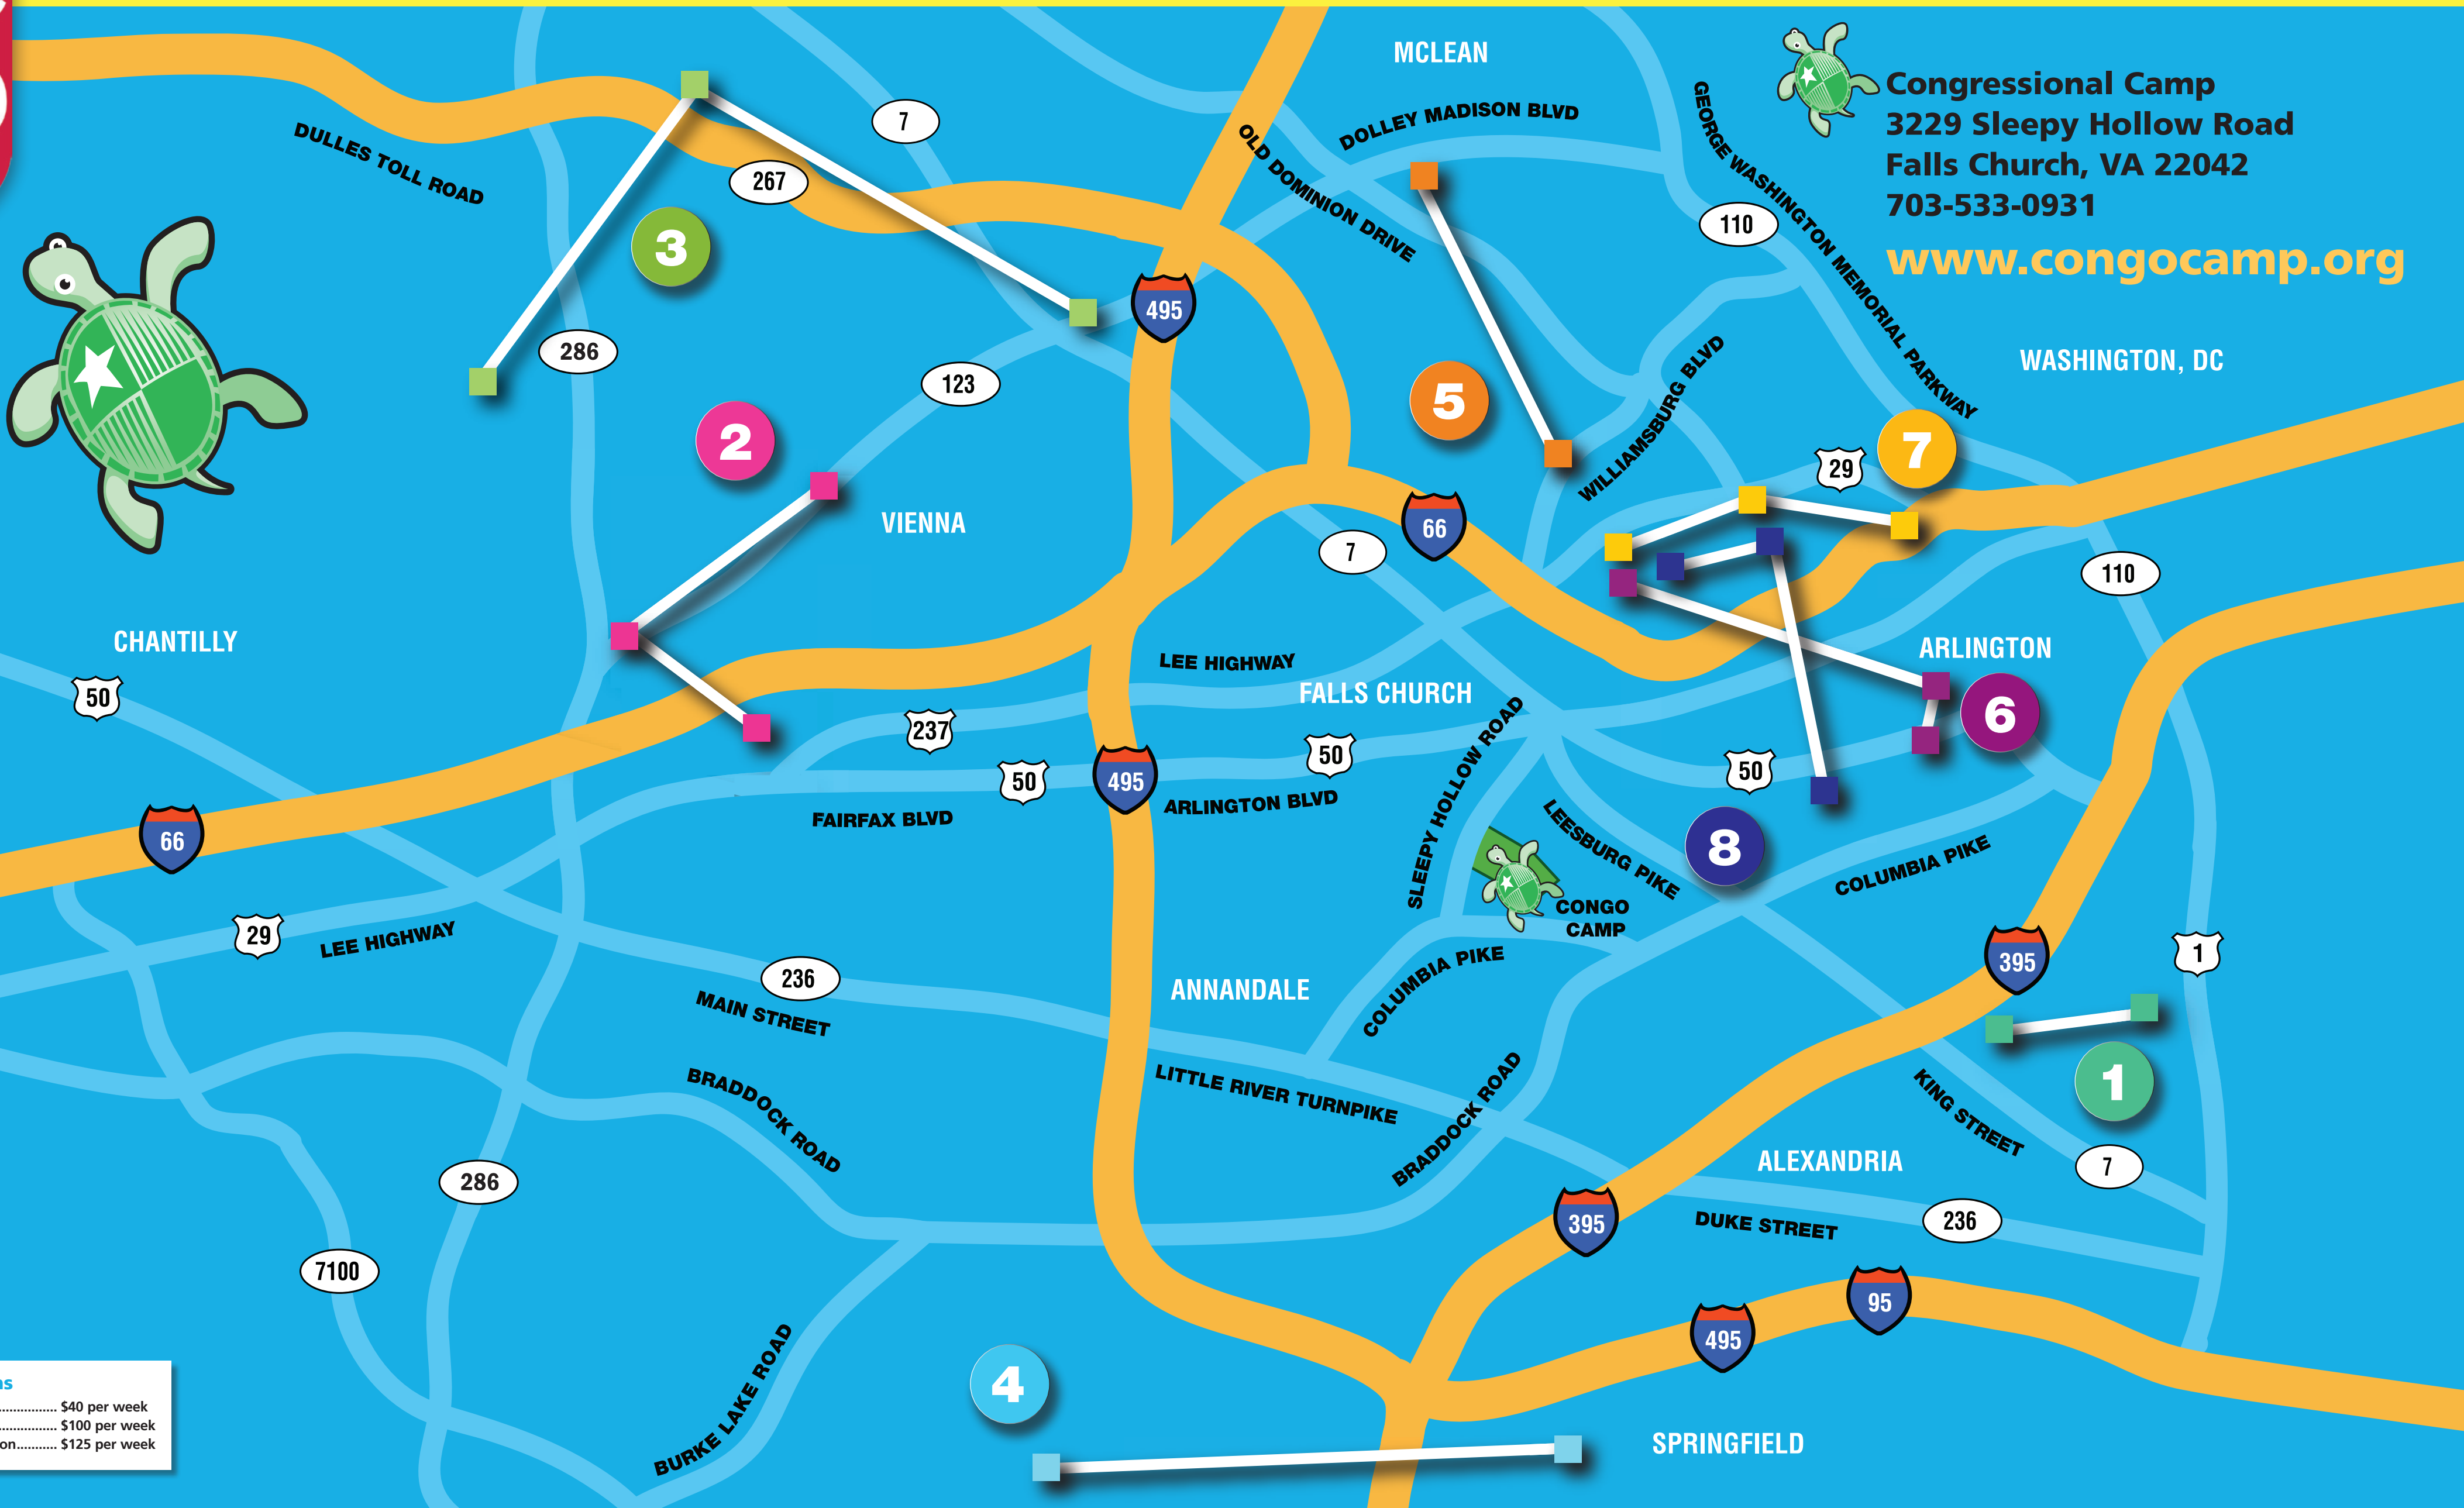 MCLEAN
Congressional Camp
3229 Sleepy Hollow Road
Falls Church, VA 22042
703-533-0931
www.congocamp.org
DOLLEY MADISON BLVD
GEORGE WASHINGTON MEMORIAL PARKWAY
OLD DOMINION DRIVE
DULLES TOLL ROAD
7
267
3
110
495
286
123
2
5
WILLIAMSBURG BLVD
WASHINGTON, DC
VIENNA
66
7
29
7
110
CHANTILLY
50
LEE HIGHWAY
FALLS CHURCH
ARLINGTON
6
237
50
495
50
50
FAIRFAX BLVD
ARLINGTON BLVD
SLEEPY HOLLOW ROAD
LEESBURG PIKE
8
COLUMBIA PIKE
66
29
LEE HIGHWAY
CONGO
CAMP
COLUMBIA PIKE
395
1
236
MAIN STREET
ANNANDALE
BRADDOCK ROAD
LITTLE RIVER TURNPIKE
BRADDOCK ROAD
KING STREET
1
7
ALEXANDRIA
286
395
DUKE STREET
236
7100
495
95
BURKE LAKE ROAD
4
SPRINGFIELD
$40 per week
$100 per week
$125 per week